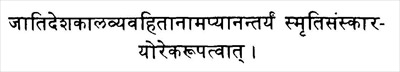 जातिदेशकालव्यवहितानामप्यानन्तर्यं स्मृतिसंस्कार-
योरेकरूपत्वात् ।